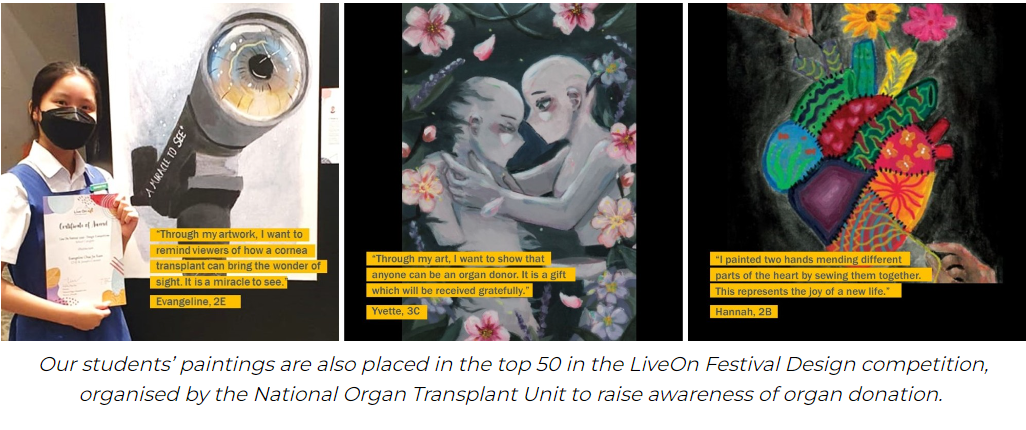 A MIRACLE TO SEE
Certificate of Award
"Through my artwork, I want to
remind viewers of how a cornea
transplant can bring the wonder of
sight. It is a miracle to see."
Evangeline, 2E
"Through my art, I want to show that
anyone can be an organ donor. It is a gift
which will be received gratefully."
Yvette, 3C
"I painted two hands mending different
parts of the heart by sewing them together.
This represents the joy of a new life."
Hannah, 2B
Our students' paintings are also placed in the top 50 in the LiveOn Festival Design competition,
organised by the National Organ Transplant Unit to raise awareness of organ donation.